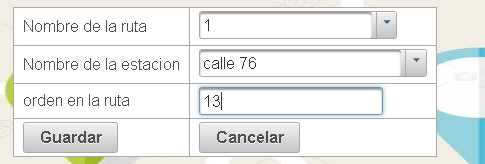 Nombre de la ruta 1
Nombre de la estacion calle 76
orden en la ruta 13
Guardar Cancelar